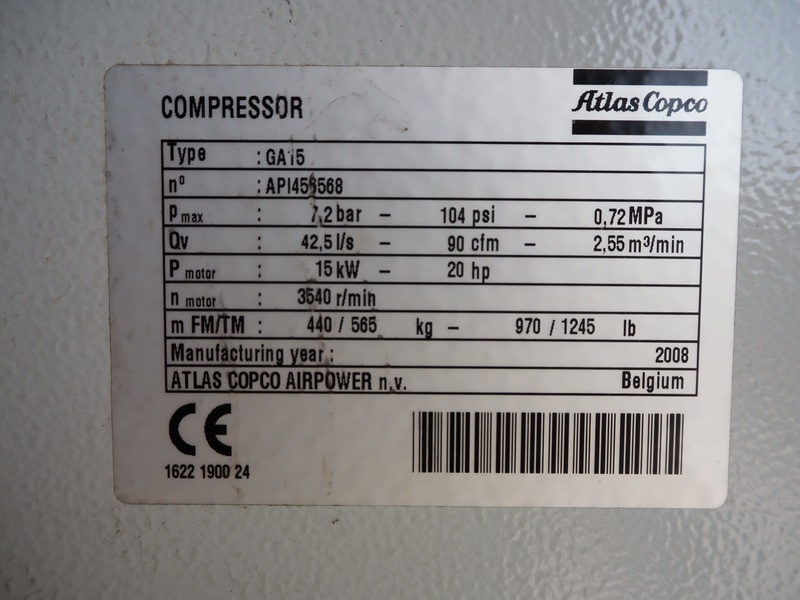 COMPRESSOR Atlas Copco
Type : GA15
nº : API456568
p max : 7,2 bar – 104 psi – 0,72 MPa
Qv : 42,5 l/s – 90 cfm – 2,55 m³/min
P motor : 15 kW – 20 hp
n motor : 3540 r/min
m FM/TM : 440 / 565 kg – 970 / 1245 lb
Manufacturing year : 2008
ATLAS COPCO AIRPOWER n.v. Belgium
CE
1622 1900 24